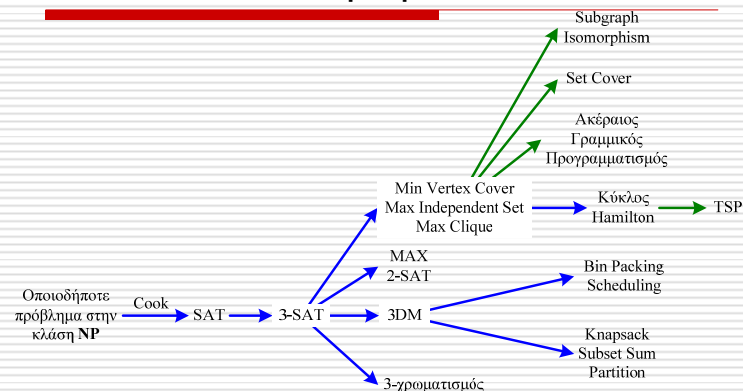 Subgraph
Isomorphism
Set Cover
Ακέραιος
Γραμμικός
Προγραμματισμός
Min Vertex Cover
Max Independent Set
Max Clique
Κύκλος
Hamilton
TSP
MAX
2-SAT
Bin Packing
Scheduling
Οποιοδήποτε
πρόβλημα στην
κλάση NP
Cook
SAT
3-SAT
3DM
Knapsack
Subset Sum
Partition
3-χρωματισμός